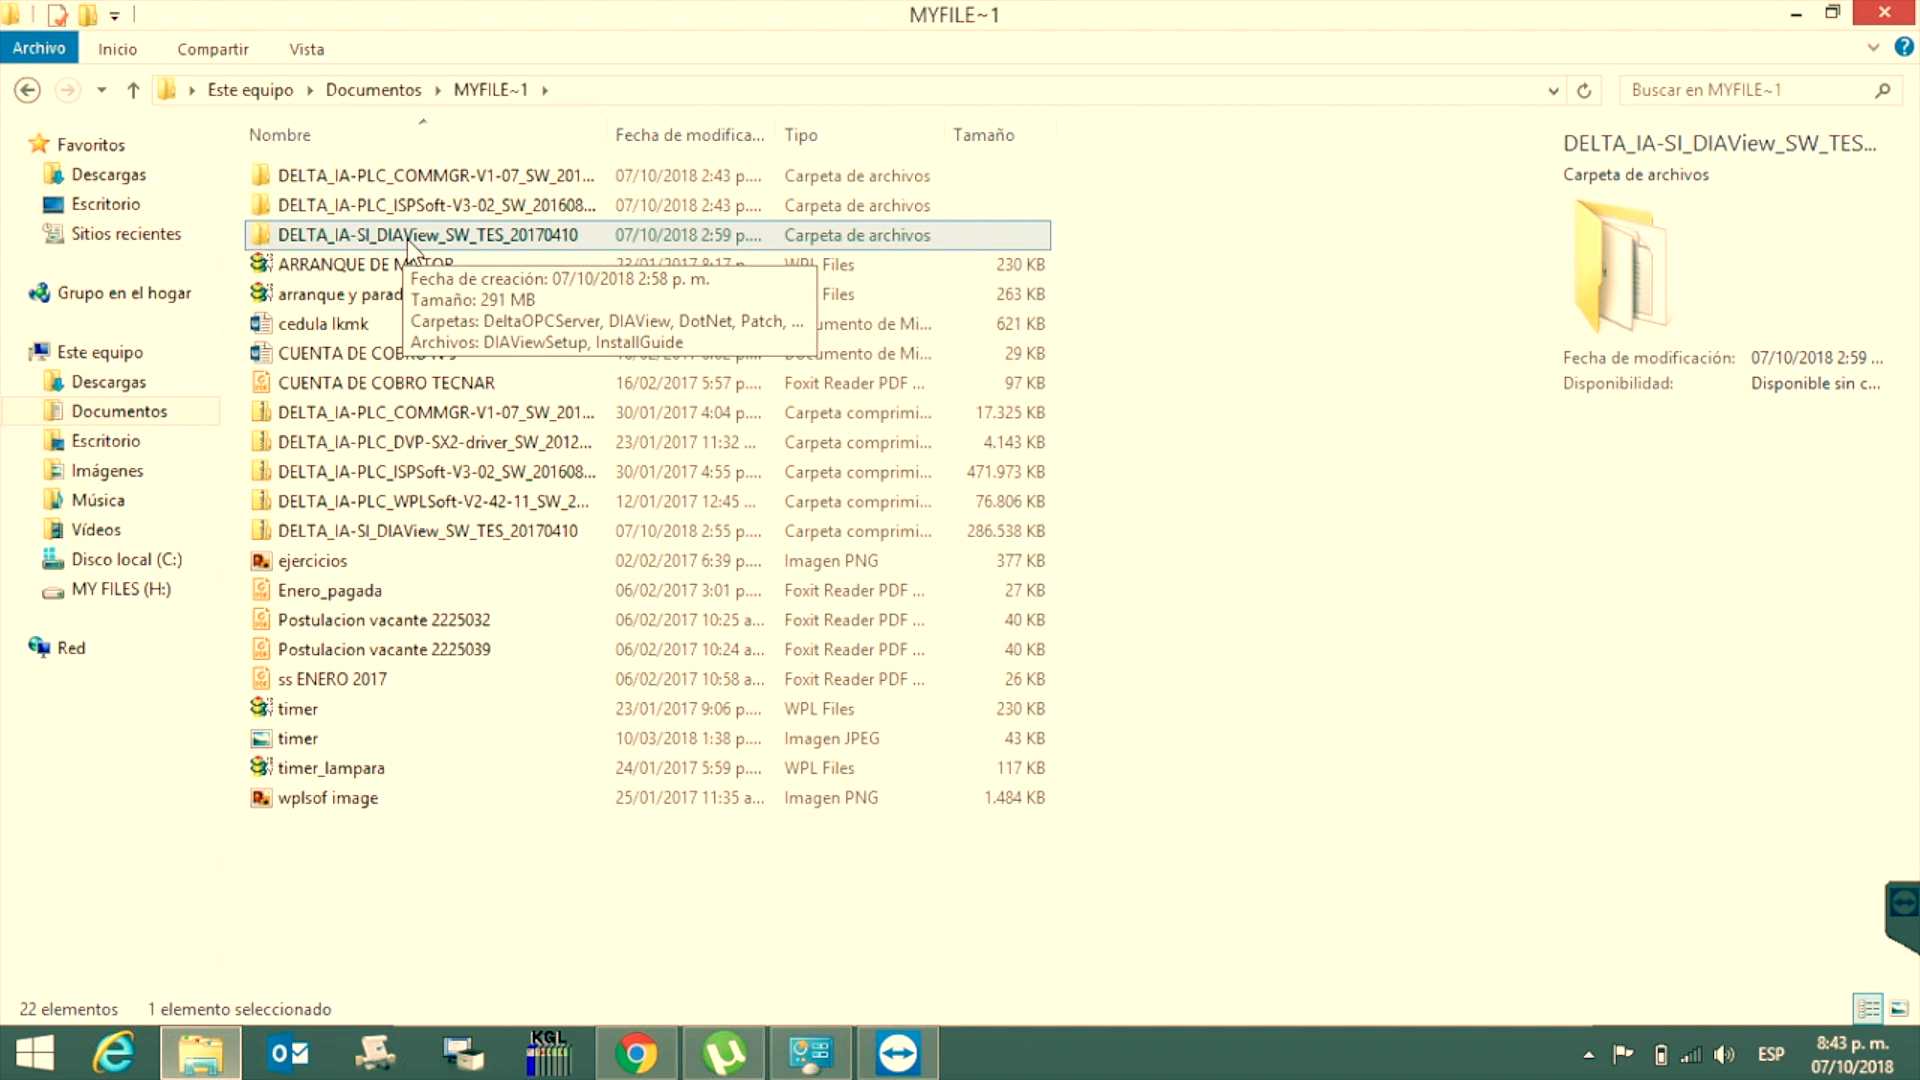 MYFILE~1
Archivo Inicio Compartir Vista
Este equipo Documentos MYFILE~1
Buscar en MYFILE~1
Favoritos
Descargas
Escritorio
Sitios recientes
Grupo en el hogar
Este equipo
Descargas
Documentos
Escritorio
Imágenes
Música
Vídeos
Disco local (C:)
MY FILES (H:)
Red
Nombre Fecha de modifica... Tipo Tamaño
DELTA_IA-PLC_COMMGR-V1-07_SW_201... 07/10/2018 2:43 p.... Carpeta de archivos
DELTA_IA-PLC_ISPSoft-V3-02_SW_201608... 07/10/2018 2:43 p.... Carpeta de archivos
DELTA_IA-SI_DIAView_SW_TES_20170410 07/10/2018 2:59 p.... Carpeta de archivos
ARRANQUE DE MOTOR 23/01/2017 8:17 p.... WPL Files 230 KB
arranque y parad Files 263 KB
cedula lkmk umento de Mi... 621 KB
CUENTA DE COBRO documento de Mi... 29 KB
Fecha de creación: 07/10/2018 2:58 p. m.
Tamaño: 291 MB
Carpetas: DeltaOPCServer, DIAView, DotNet, Patch, ...
Archivos: DIAViewSetup, InstallGuide
CUENTA DE COBRO TECNAR 16/02/2017 5:57 p.... Foxit Reader PDF ... 97 KB
DELTA_IA-PLC_COMMGR-V1-07_SW_201... 30/01/2017 4:04 p.... Carpeta comprimi... 17.325 KB
DELTA_IA-PLC_DVP-SX2-driver_SW_2012... 23/01/2017 11:32 ... Carpeta comprimi... 4.143 KB
DELTA_IA-PLC_ISPSoft-V3-02_SW_201608... 30/01/2017 4:55 p.... Carpeta comprimi... 471.973 KB
DELTA_IA-PLC_WPLSoft-V2-42-11_SW_2... 12/01/2017 12:45 ... Carpeta comprimi... 76.806 KB
DELTA_IA-SI_DIAView_SW_TES_20170410 07/10/2018 2:55 p.... Carpeta comprimi... 286.538 KB
ejercicios 02/02/2017 6:39 p.... Imagen PNG 377 KB
Enero_pagada 06/02/2017 3:01 p.... Foxit Reader PDF ... 27 KB
Postulacion vacante 2225032 06/02/2017 10:25 a... Foxit Reader PDF ... 40 KB
Postulacion vacante 2225039 06/02/2017 10:24 a... Foxit Reader PDF ... 40 KB
ss ENERO 2017 06/02/2017 10:58 a... Foxit Reader PDF ... 26 KB
timer 23/01/2017 9:06 p.... WPL Files 230 KB
timer 10/03/2018 1:38 p.... Imagen JPEG 43 KB
timer_lampara 24/01/2017 5:59 p.... WPL Files 117 KB
wplsof image 25/01/2017 11:35 a... Imagen PNG 1.484 KB
DELTA_IA-SI_DIAView_SW_TES...
Carpeta de archivos
Fecha de modificación: 07/10/2018 2:59 ...
Disponibilidad: Disponible sin c...
22 elementos 1 elemento seleccionado
KGL
ESP
8:43 p. m.
07/10/2018